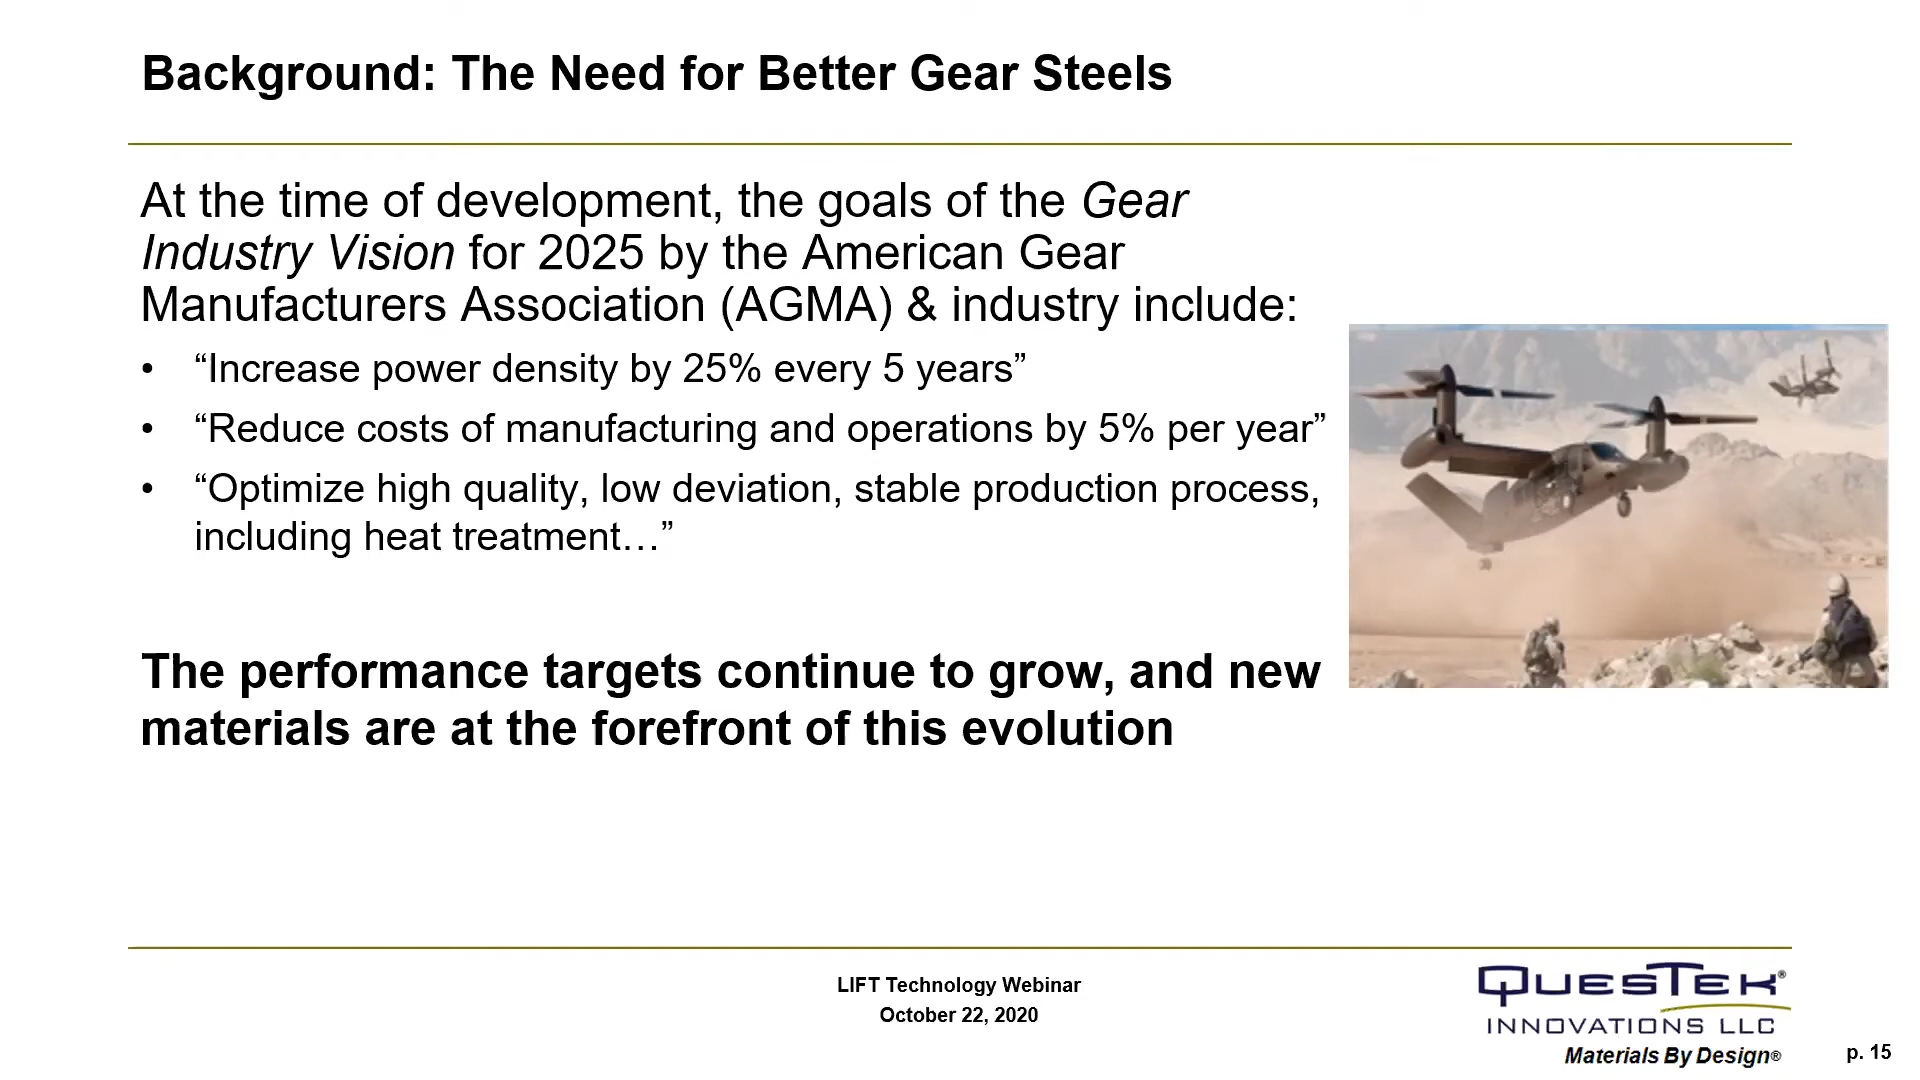 Background: The Need for Better Gear Steels
At the time of development, the goals of the Gear
Industry Vision for 2025 by the American Gear
Manufacturers Association (AGMA) & industry include:
• “Increase power density by 25% every 5 years”
• “Reduce costs of manufacturing and operations by 5% per year”
• “Optimize high quality, low deviation, stable production process,
including heat treatment…”
The performance targets continue to grow, and new
materials are at the forefront of this evolution
LIFT Technology Webinar
October 22, 2020
QUESTEK®
INNOVATIONS LLC
Materials By Design®
p. 15